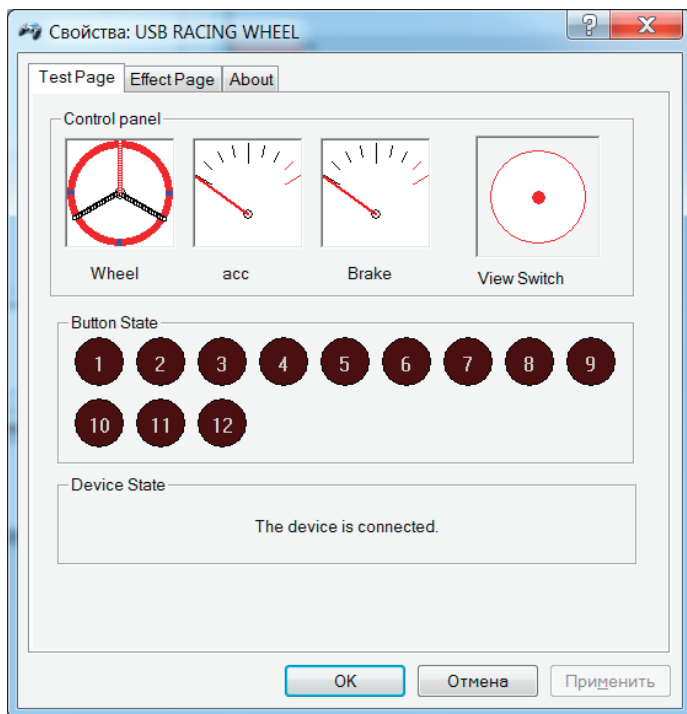 Свойства: USB RACING WHEEL
Test Page Effect Page About
Control panel
Wheel acc Brake View Switch
Button State
1 2 3 4 5 6 7 8 9
10 11 12
Device State
The device is connected.
OK Отмена Применить